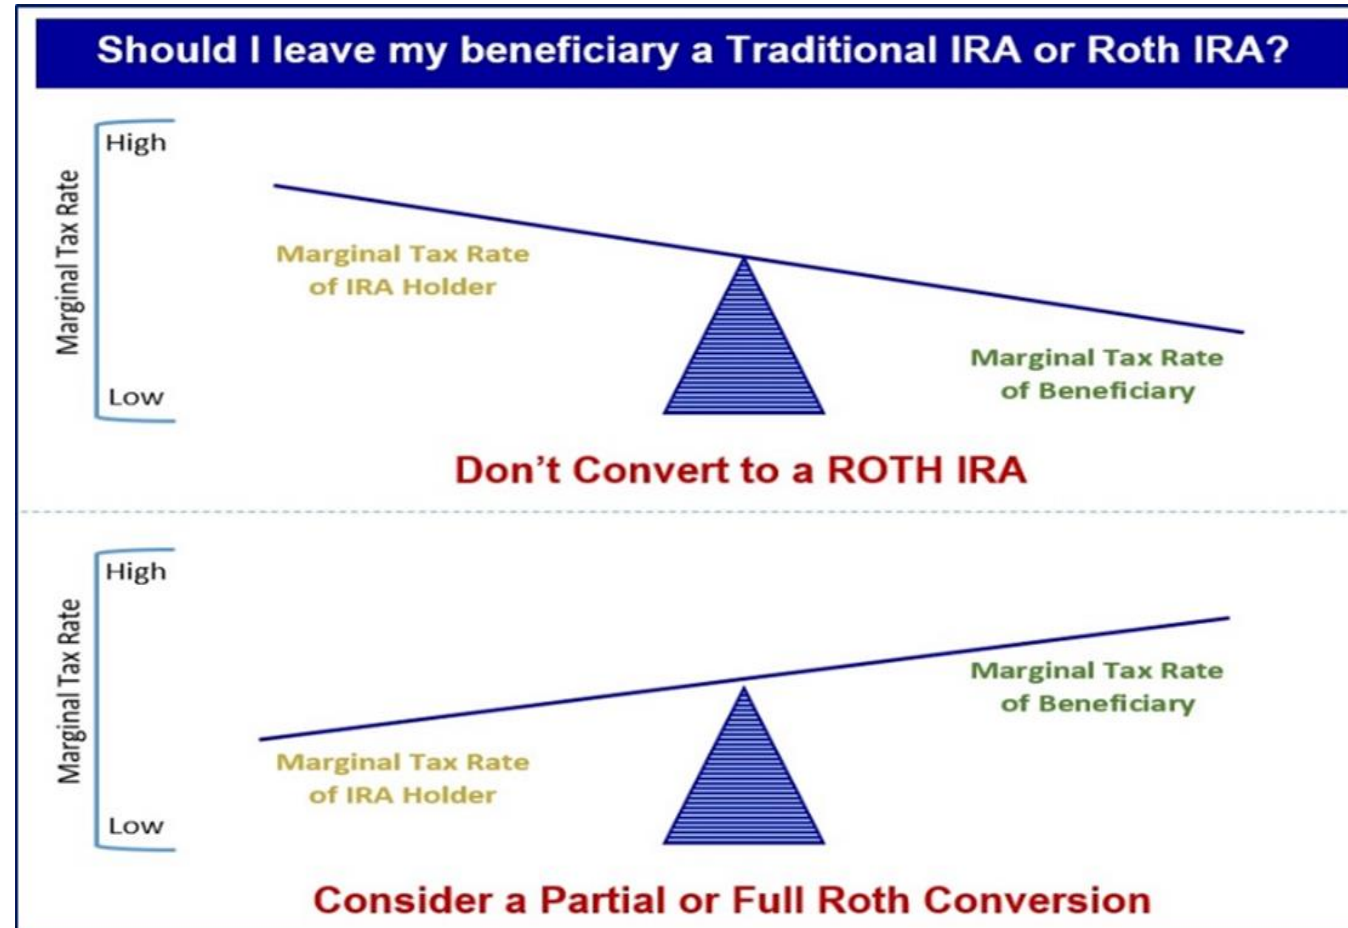 Should I leave my beneficiary a Traditional IRA or Roth IRA?
High
Marginal Tax Rate
Marginal Tax Rate
of IRA Holder
Marginal Tax Rate
of Beneficiary
Low
Don't Convert to a ROTH IRA
High
Marginal Tax Rate
Marginal Tax Rate
of Beneficiary
Marginal Tax Rate
of IRA Holder
Low
Consider a Partial or Full Roth Conversion